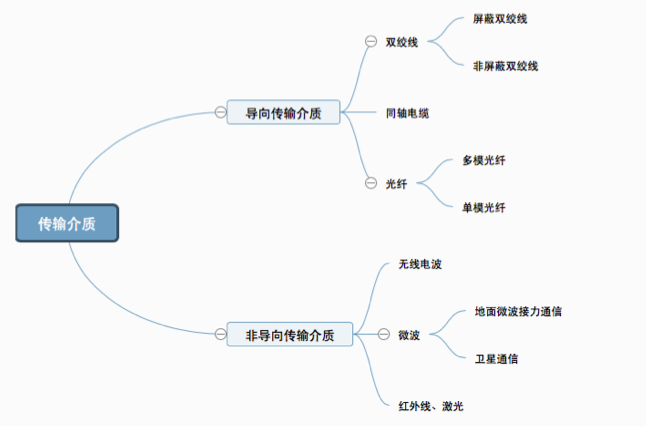 传输介质
导向传输介质
双绞线
屏蔽双绞线
非屏蔽双绞线
同轴电缆
光纤
多模光纤
单模光纤
非导向传输介质
无线电波
微波
地面微波接力通信
卫星通信
红外线、激光